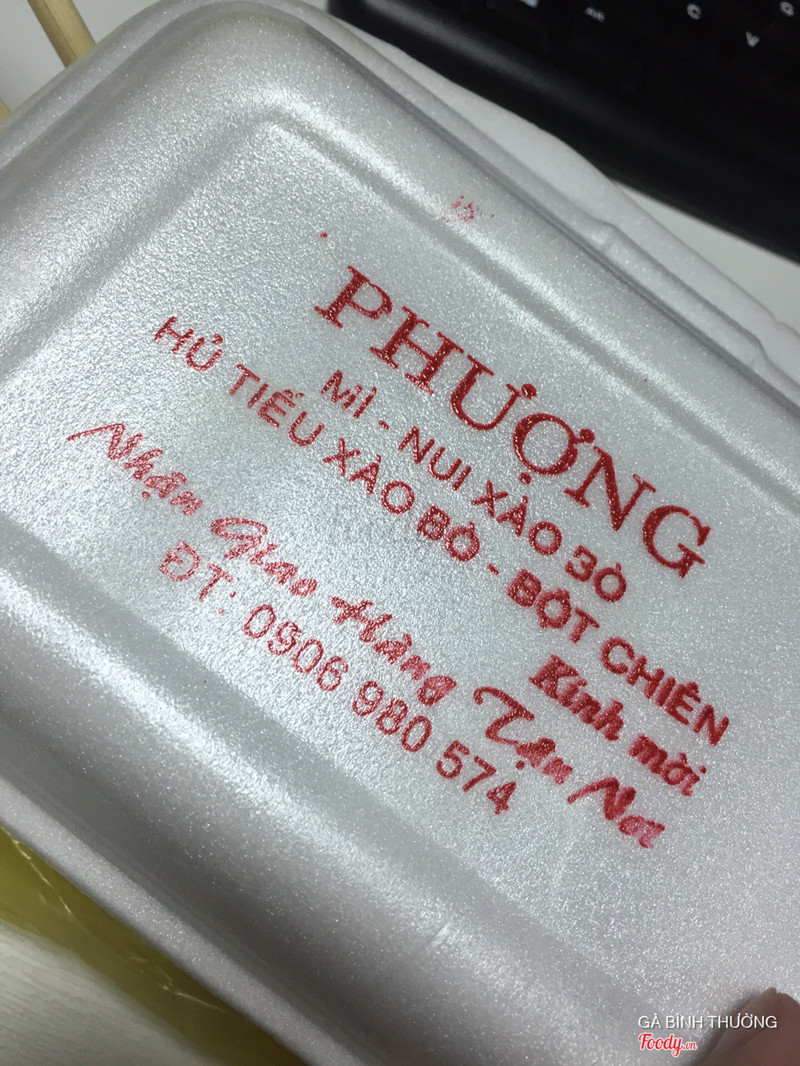 PHƯỢNG
MÌ - NUI XÀO BÒ
HỦ TIẾU XÀO BÒ - BỘT CHIÊN
Kính mời
Nhận Giao Hàng Tận Nơi
ĐT: 0906 980 574
GÀ BÌNH THƯỜNG
Foody.vn